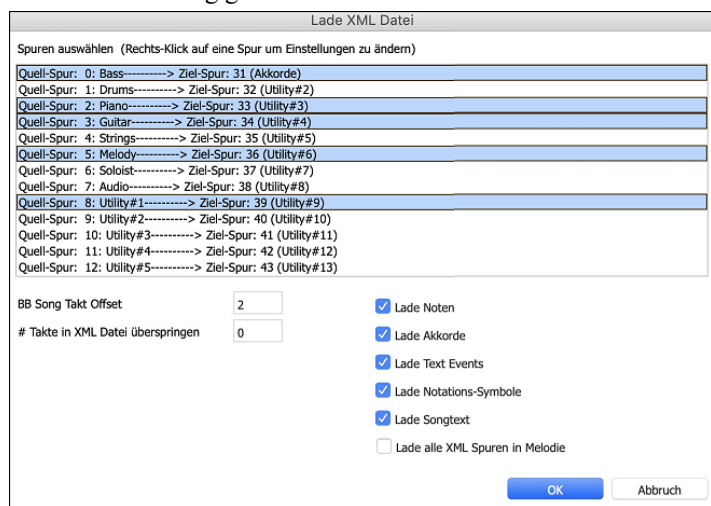 Lade XML Datei
Spuren auswählen (Rechts-Klick auf eine Spur um Einstellungen zu ändern)
Quell-Spur: 0: Bass----------> Ziel-Spur: 31 (Akkorde)
Quell-Spur: 1: Drums----------> Ziel-Spur: 32 (Utility#2)
Quell-Spur: 2: Piano----------> Ziel-Spur: 33 (Utility#3)
Quell-Spur: 3: Guitar----------> Ziel-Spur: 34 (Utility#4)
Quell-Spur: 4: Strings----------> Ziel-Spur: 35 (Utility#5)
Quell-Spur: 5: Melody----------> Ziel-Spur: 36 (Utility#6)
Quell-Spur: 6: Soloist----------> Ziel-Spur: 37 (Utility#7)
Quell-Spur: 7: Audio----------> Ziel-Spur: 38 (Utility#8)
Quell-Spur: 8: Utility#1----------> Ziel-Spur: 39 (Utility#9)
Quell-Spur: 9: Utility#2----------> Ziel-Spur: 40 (Utility#10)
Quell-Spur: 10: Utility#3----------> Ziel-Spur: 41 (Utility#11)
Quell-Spur: 11: Utility#4----------> Ziel-Spur: 42 (Utility#12)
Quell-Spur: 12: Utility#5----------> Ziel-Spur: 43 (Utility#13)
BB Song Takt Offset 2
# Takte in XML Datei überspringen 0
Lade Noten
Lade Akkorde
Lade Text Events
Lade Notations-Symbole
Lade Songtext
Lade alle XML Spuren in Melodie
OK Abbruch